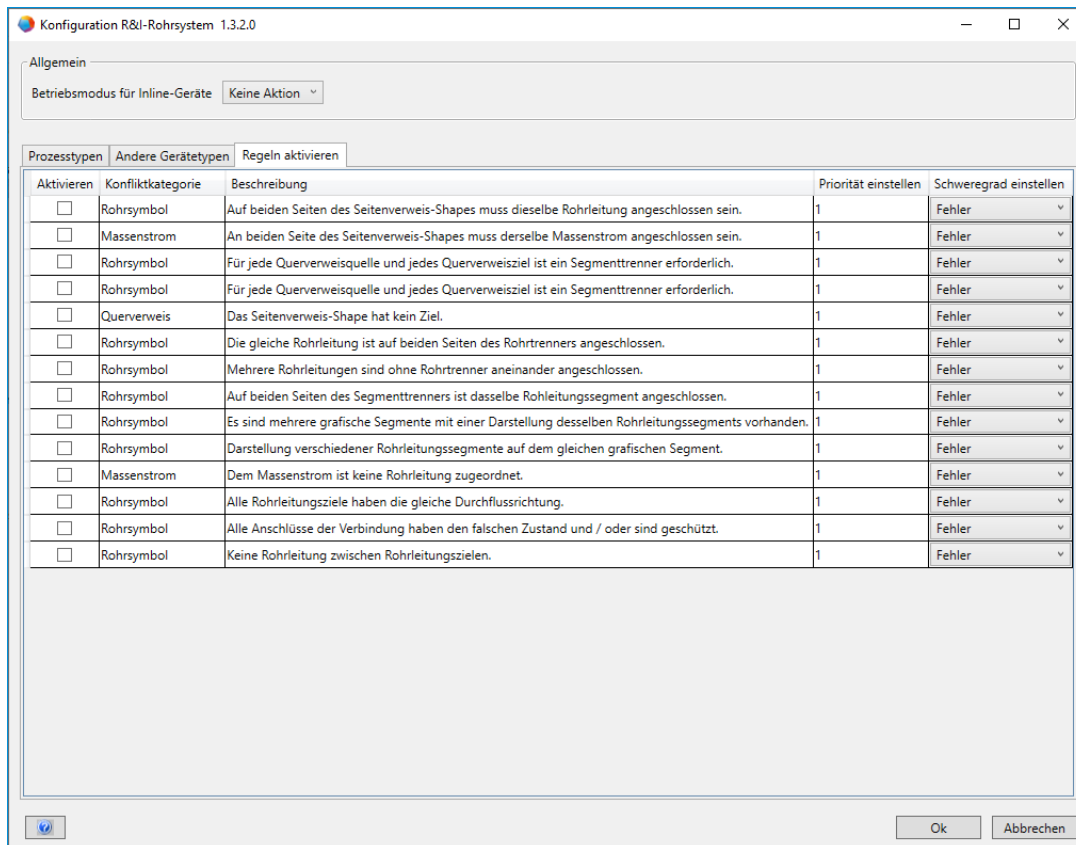 Konfiguration R&I-Rohrsystem 1.3.2.0
Allgemein
Betriebsmodus für Inline-Geräte Keine Aktion
Prozesstypen Andere Gerätetypen Regeln aktivieren
Aktivieren Konfliktkategorie Beschreibung Priorität einstellen Schweregrad einstellen
Rohrsymbol Auf beiden Seiten des Seitenverweis-Shapes muss dieselbe Rohrleitung angeschlossen sein. 1 Fehler
Massenstrom An beiden Seite des Seitenverweis-Shapes muss derselbe Massenstrom angeschlossen sein. 1 Fehler
Rohrsymbol Für jede Querverweisquelle und jedes Querverweisziel ist ein Segmenttrenner erforderlich. 1 Fehler
Rohrsymbol Für jede Querverweisquelle und jedes Querverweisziel ist ein Segmenttrenner erforderlich. 1 Fehler
Querverweis Das Seitenverweis-Shape hat kein Ziel. 1 Fehler
Rohrsymbol Die gleiche Rohrleitung ist auf beiden Seiten des Rohrtrenners angeschlossen. 1 Fehler
Rohrsymbol Mehrere Rohrleitungen sind ohne Rohrtrenner aneinander angeschlossen. 1 Fehler
Rohrsymbol Auf beiden Seiten des Segmenttrenners ist dasselbe Rohleitungssegment angeschlossen. 1 Fehler
Rohrsymbol Es sind mehrere grafische Segmente mit einer Darstellung desselben Rohrleitungssegments vorhanden. 1 Fehler
Rohrsymbol Darstellung verschiedener Rohrleitungssegmente auf dem gleichen grafischen Segment. 1 Fehler
Massenstrom Dem Massenstrom ist keine Rohrleitung zugeordnet. 1 Fehler
Rohrsymbol Alle Rohrleitungsziele haben die gleiche Durchflussrichtung. 1 Fehler
Rohrsymbol Alle Anschlüsse der Verbindung haben den falschen Zustand und / oder sind geschützt. 1 Fehler
Rohrsymbol Keine Rohrleitung zwischen Rohrleitungszielen. 1 Fehler
? Ok Abbrechen